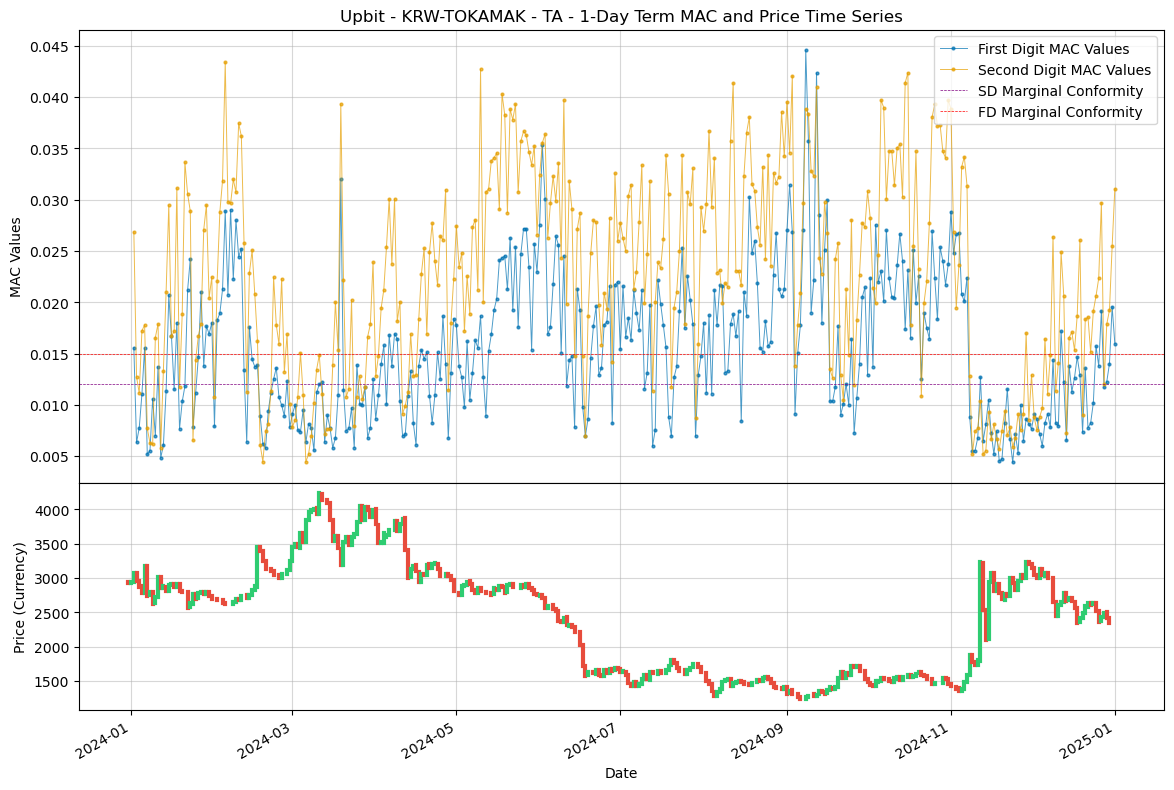 Upbit - KRW-TOKAMAK - TA - 1-Day Term MAC and Price Time Series
First Digit MAC Values
Second Digit MAC Values
SD Marginal Conformity
FD Marginal Conformity
MAC Values
0.045
0.040
0.035
0.030
0.025
0.020
0.015
0.010
0.005
Price (Currency)
4000
3500
3000
2500
2000
1500
2024-01
2024-03
2024-05
2024-07
2024-09
2024-11
2025-01
Date